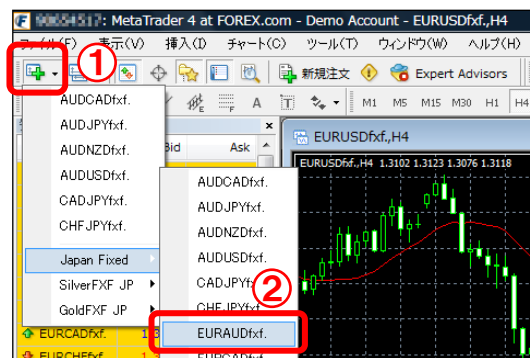 : MetaTrader 4 at FOREX.com - Demo Account - EURUSDfxf.,H4
ファイル(F) 表示(V) 挿入(I) チャート(C) ツール(T) ウィンドウ(W) ヘルプ(H)
①
新規注文 Expert Advisors
E F A T M1 M5 M15 M30 H1 H4
AUDCADfxf.
AUDJPYfxf.
AUDNZDfxf.
AUDUSDfxf.
CADJPYfxf.
CHFJPYfxf.
Japan Fixed
SilverFXF JP
GoldFXF JP
Bid Ask
EURUSDfxf.,H4
EURUSDfxf.,H4 1.3102 1.3123 1.3076 1.3118
AUDCADfxf.
AUDJPYfxf.
AUDNZDfxf.
AUDUSDfxf.
CADJPYfxf.
②
CHFJPYfxf.
EURAUDfxf.
EURCADfxf.
EURCADfxf.
EURCHFfxf.